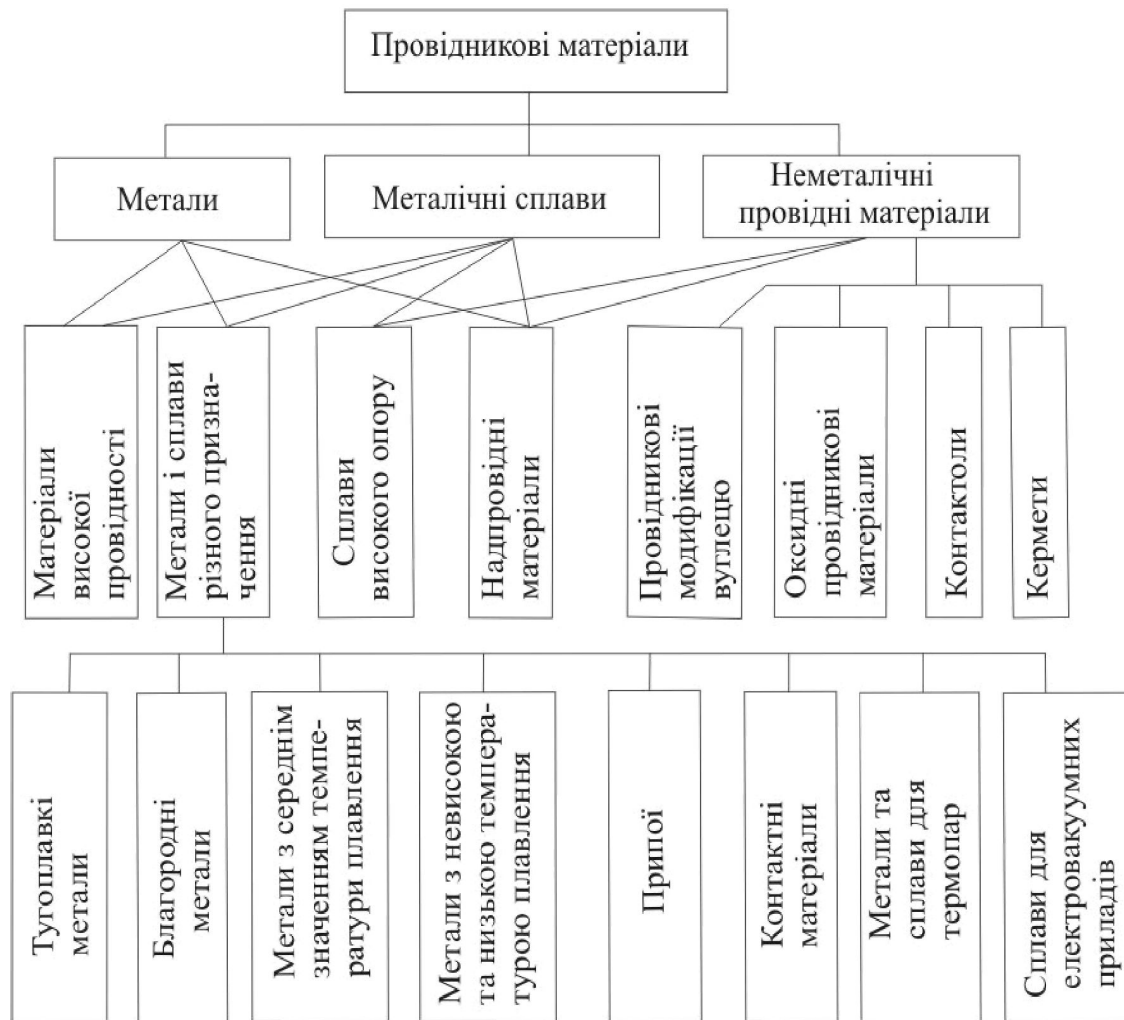 Провідникові матеріали
Метали
Металічні сплави
Неметалічні
провідні матеріали
Матеріали
високої
провідності
Метали і сплави
різного призна-
чення
Сплави
високого опору
Надпровідні
матеріали
Провідникові
модифікації
вуглецю
Оксидні
провідникові
матеріали
Контактоли
Кермети
Тугоплавкі
метали
Благородні
метали
Метали з середнім
значенням темпе-
ратури плавлення
Метали з невисокою
та низькою темпера-
турою плавлення
Припої
Контактні
матеріали
Метали та
сплави для
термопар
Сплави для
електровакуумних
приладів